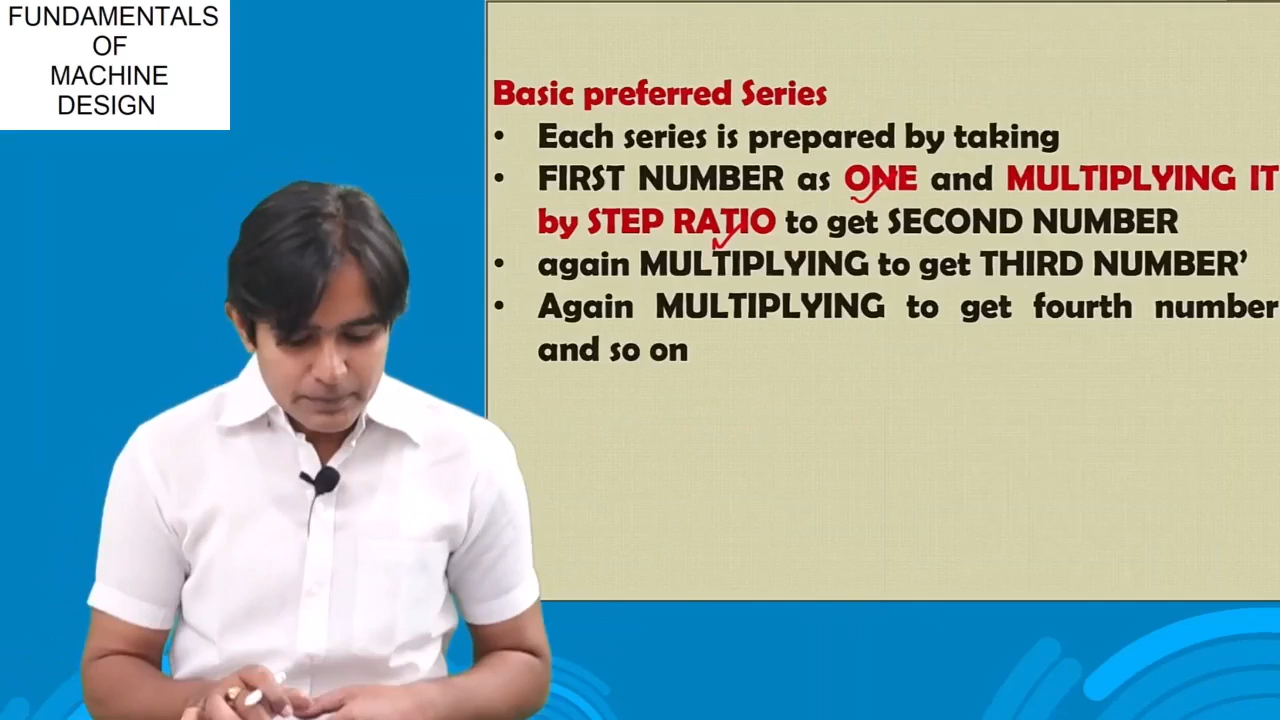 FUNDAMENTALS
OF
MACHINE
DESIGN
Basic preferred Series
• Each series is prepared by taking
• FIRST NUMBER as ONE and MULTIPLYING IT
by STEP RATIO to get SECOND NUMBER
• again MULTIPLYING to get THIRD NUMBER’
• Again MULTIPLYING to get fourth number
and so on